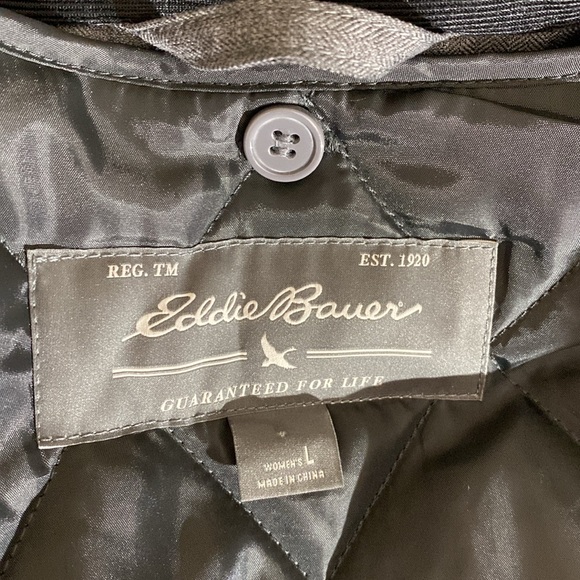 REG. TM EST. 1920
Eddie Bauer
GUARANTEED FOR LIFE
WOMEN'S L
MADE IN CHINA